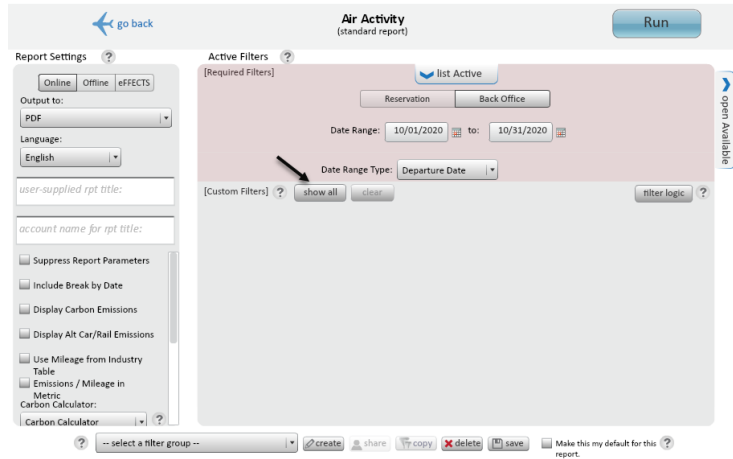 go back
Air Activity
(standard report)
Run
Report Settings ?
Active Filters ?
[Required Filters]
list Active
Online Offline eFFECTS
Output to:
PDF
Language:
English
user-supplied rpt title:
account name for rpt title:
Suppress Report Parameters
Include Break by Date
Display Carbon Emissions
Display Alt Car/Rail Emissions
Use Mileage from Industry
Table
Emissions / Mileage in
Metric
Carbon Calculator:
Carbon Calculator ?
Reservation Back Office
Date Range: 10/01/2020 to: 10/31/2020
Date Range Type: Departure Date
[Custom Filters] ? show all clear filter logic ?
open Available
? -- select a filter group -- create share copy delete save Make this my default for this ?
report.